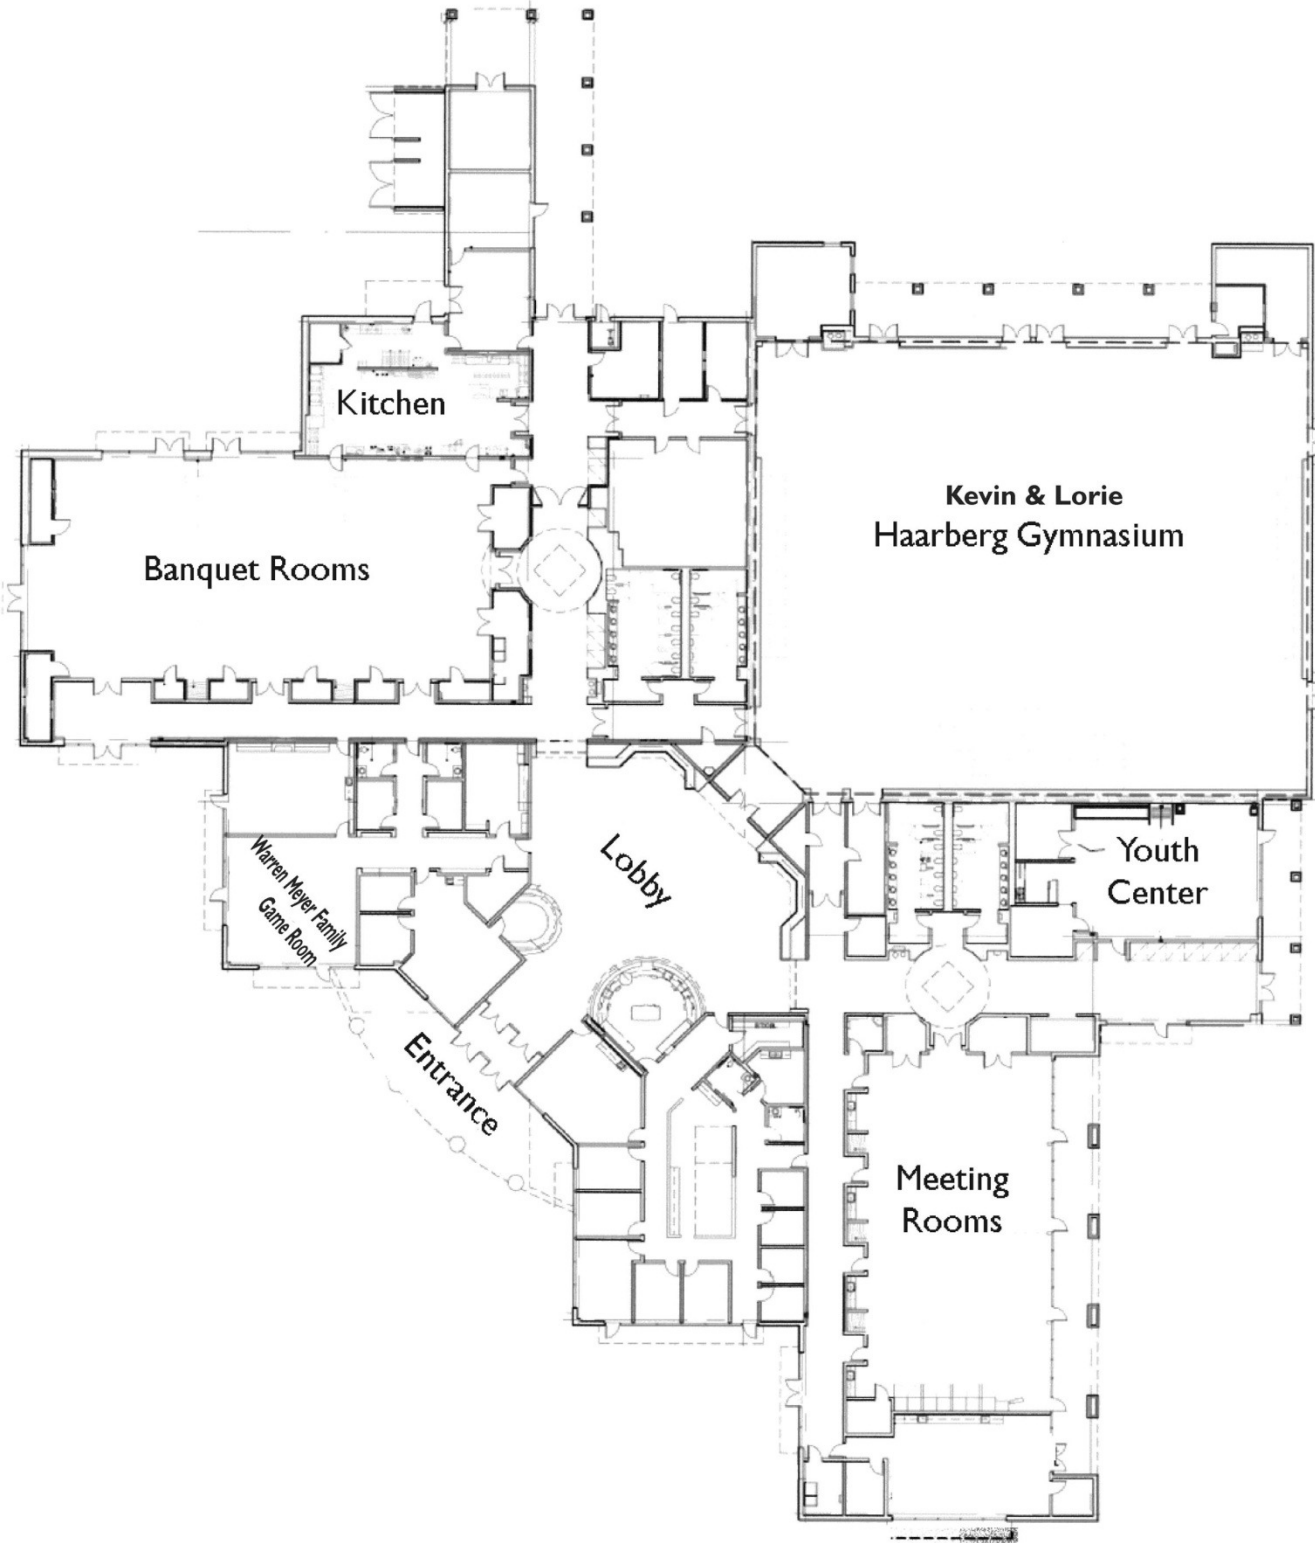 Kitchen
Kevin & Lorie
Haarberg Gymnasium
Banquet Rooms
Lobby
Youth
Center
Warren Meyer Family
Game Room
Entrance
Meeting
Rooms